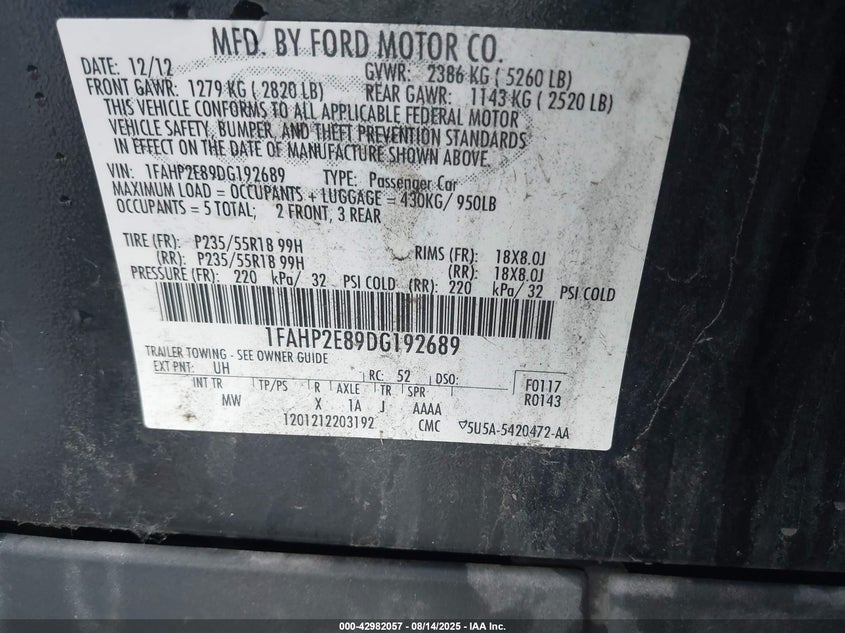 MFD. BY FORD MOTOR CO.
DATE: 12/12 GVWR: 2386 KG ( 5260 LB)
FRONT GAWR: 1279 KG ( 2820 LB) REAR GAWR: 1143 KG ( 2520 LB)
THIS VEHICLE CONFORMS TO ALL APPLICABLE FEDERAL MOTOR
VEHICLE SAFETY, BUMPER, AND THEFT PREVENTION STANDARDS
IN EFFECT ON THE DATE OF MANUFACTURE SHOWN ABOVE.
VIN: 1FAHP2E89DG192689 TYPE: Passenger Car
MAXIMUM LOAD = OCCUPANTS + LUGGAGE = 430KG/ 950LB
OCCUPANTS = 5 TOTAL; 2 FRONT, 3 REAR
TIRE (FR): P235/55R18 99H RIMS (FR): 18X8.0J
(RR): P235/55R18 99H (RR): 18X8.0J
PRESSURE (FR): 220 kPa/ 32 PSI COLD (RR): 220 kPa/ 32 PSI COLD
1FAHP2E89DG192689
TRAILER TOWING - SEE OWNER GUIDE
EXT PNT: UH RC: 52 DSO: F0117
INT TR TP/PS R AXLE TR SPR R0143
MW X 1A J AAAA
1201212203192 CMC 5U5A-5420472-AA
000-42982057 - 08/14/2025 - IAA Inc.